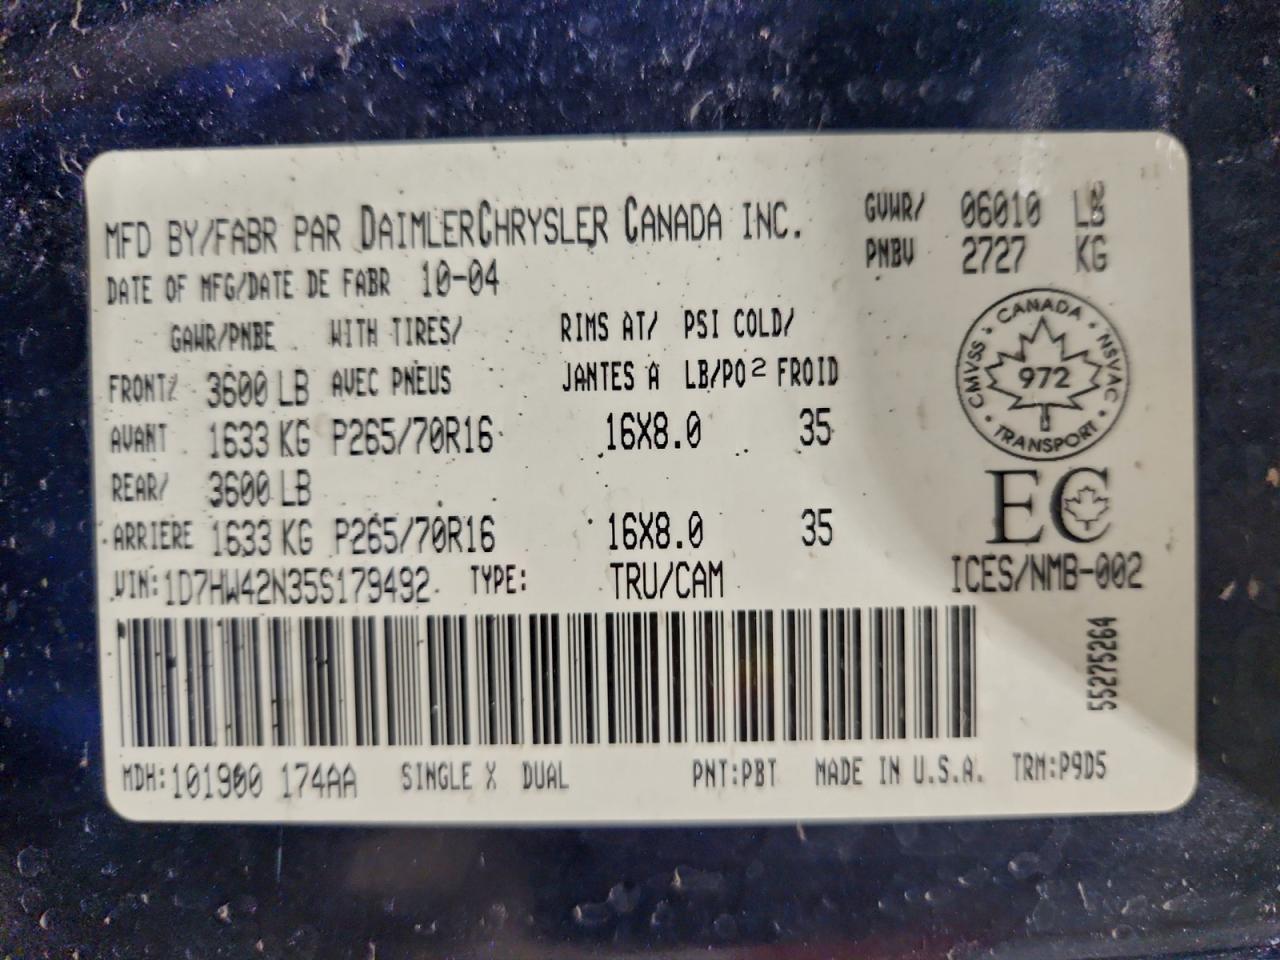 MFD BY/FABR PAR DAIMLERCHRYSLER CANADA INC.
GVWR/ 06010 LB
PNBV 2727 KG
DATE OF MFG/DATE DE FABR 10-04
GAWR/PNBE WITH TIRES/ RIMS AT/ PSI COLD/
FRONT/ 3600 LB AVEC PNEUS JANTES A LB/PO² FROID
AVANT 1633 KG P265/70R16 16X8.0 35
REAR/ 3600 LB
ARRIERE 1633 KG P265/70R16 16X8.0 35
VIN: 1D7HW42N35S179492 TYPE: TRU/CAM
CANADA • NSVAC • TRANSPORT • CMVSS •
972
EC
ICES/NMB-002
55275264
MDH: 101900 174AA SINGLE X DUAL PNT:PBT MADE IN U.S.A. TRM:P9D5